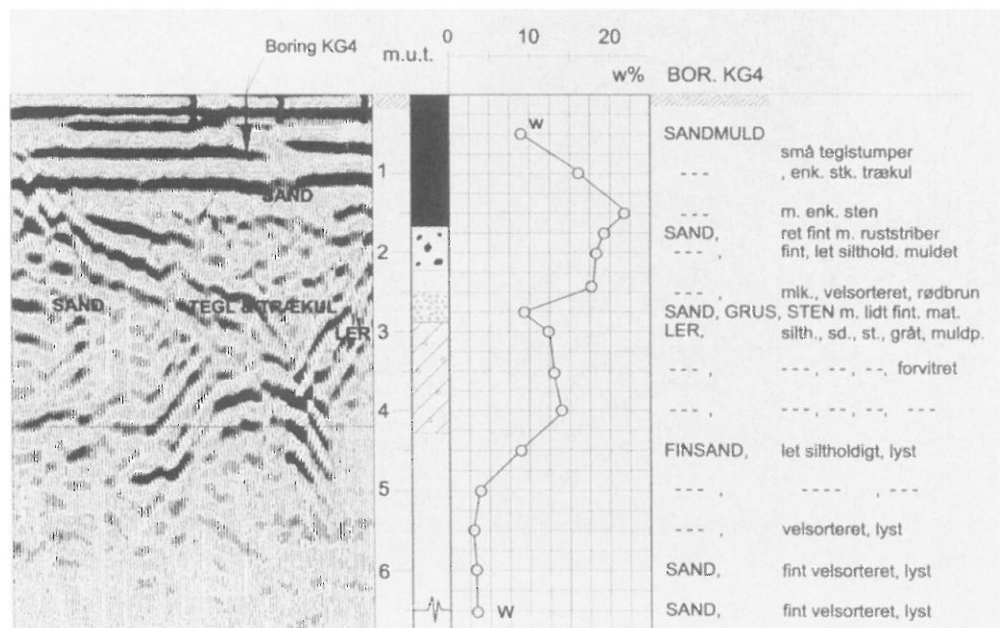 Boring KG4
m.u.t.
0 10 20
w% BOR. KG4
w
SANDMULD
små teglstumper
1 --- , enk. stk. trækul
SAND
--- m. enk. sten
SAND, ret fint m. ruststriber
2 ---, fint, let silthold. muldet
---, mlk., velsorteret, rødbrun
SAND TEGL & TRÆKUL
SAND, GRUS, STEN m. lidt fint. mat.
LER
3 LER, silth., sd., st., gråt, muldp.
---, ---, --, --, forvitret
4 ---, ---, --, --, ---
FINSAND, let siltholdigt, lyst
5 ---, ----, ---
---, velsorteret, lyst
6 SAND, fint velsorteret, lyst
W SAND, fint velsorteret, lyst